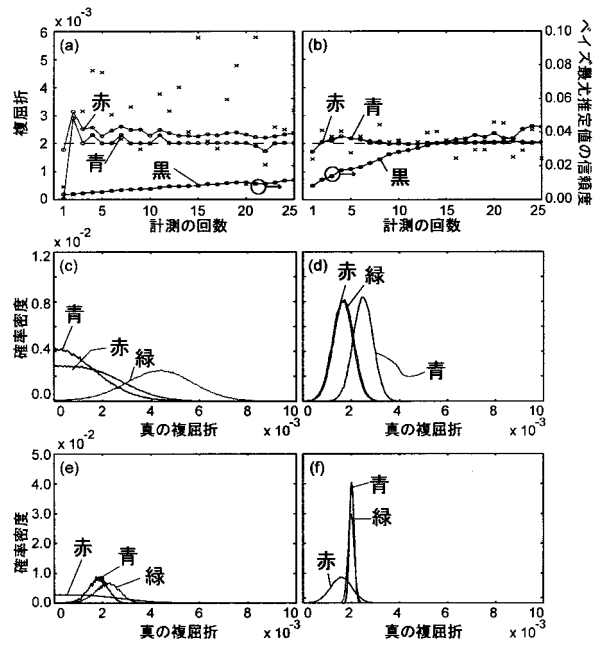 x 10⁻³
(a)
(b)
6
5
4
3
2
1
0
0.10
0.08
0.06
0.04
0.02
0.00
複屈折
ベイズ最尤推定値の信頼度
赤
青
黒
赤
青
黒
1 5 10 15 20 25
1 5 10 15 20 25
計測の回数
計測の回数
x 10⁻²
(c)
(d)
1.2
0.8
0.4
0.0
確率密度
青
赤
緑
赤
緑
青
0 2 4 6 8 10
0 2 4 6 8 10
真の複屈折 x 10⁻³
真の複屈折 x 10⁻³
x 10⁻²
(e)
(f)
5.0
4.0
3.0
2.0
1.0
0.0
確率密度
赤
青
緑
青
緑
赤
0 2 4 6 8 10
0 2 4 6 8 10
真の複屈折 x 10⁻³
真の複屈折 x 10⁻³